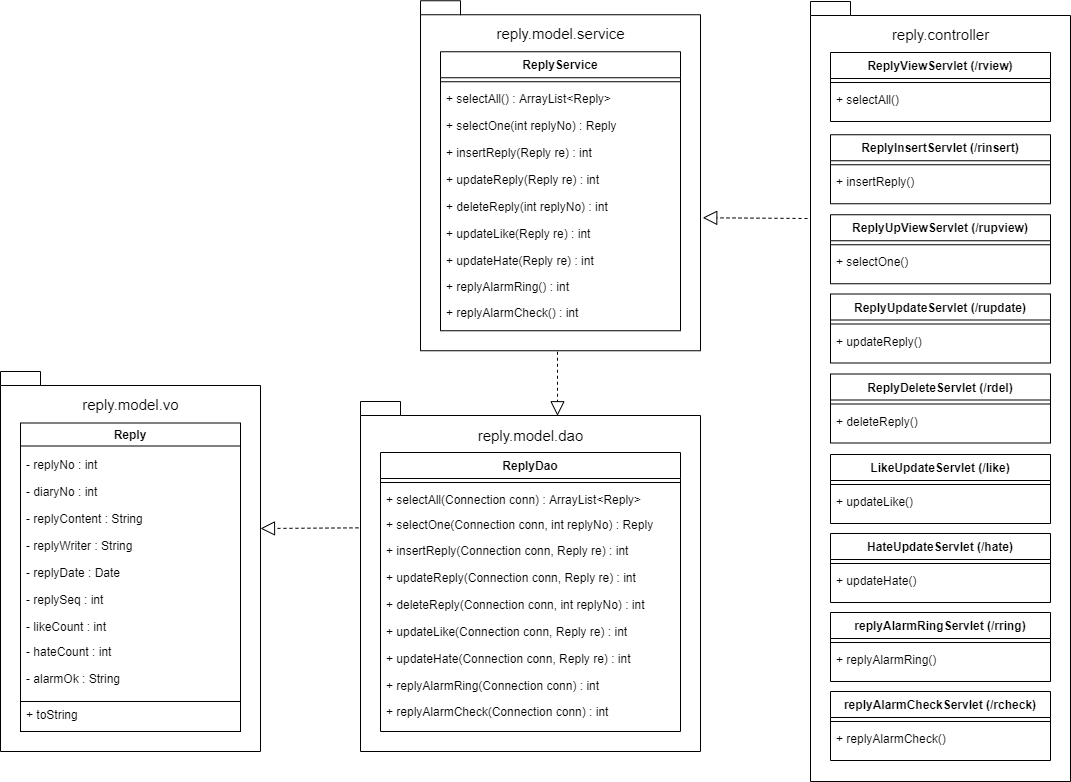 reply.model.service
ReplyService
+ selectAll() : ArrayList<Reply>
+ selectOne(int replyNo) : Reply
+ insertReply(Reply re) : int
+ updateReply(Reply re) : int
+ deleteReply(int replyNo) : int
+ updateLike(Reply re) : int
+ updateHate(Reply re) : int
+ replyAlarmRing() : int
+ replyAlarmCheck() : int
reply.controller
ReplyViewServlet (/rview)
+ selectAll()
ReplyInsertServlet (/rinsert)
+ insertReply()
ReplyUpViewServlet (/rupview)
+ selectOne()
ReplyUpdateServlet (/rupdate)
+ updateReply()
ReplyDeleteServlet (/rdel)
+ deleteReply()
LikeUpdateServlet (/like)
+ updateLike()
HateUpdateServlet (/hate)
+ updateHate()
replyAlarmRingServlet (/rring)
+ replyAlarmRing()
replyAlarmCheckServlet (/rcheck)
+ replyAlarmCheck()
reply.model.vo
Reply
- replyNo : int
- diaryNo : int
- replyContent : String
- replyWriter : String
- replyDate : Date
- replySeq : int
- likeCount : int
- hateCount : int
- alarmOk : String
+ toString
reply.model.dao
ReplyDao
+ selectAll(Connection conn) : ArrayList<Reply>
+ selectOne(Connection conn, int replyNo) : Reply
+ insertReply(Connection conn, Reply re) : int
+ updateReply(Connection conn, Reply re) : int
+ deleteReply(Connection conn, int replyNo) : int
+ updateLike(Connection conn, Reply re) : int
+ updateHate(Connection conn, Reply re) : int
+ replyAlarmRing(Connection conn) : int
+ replyAlarmCheck(Connection conn) : int